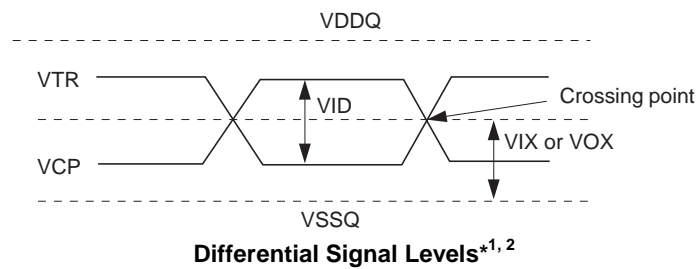 VDDQ
VTR
VID
Crossing point
VIX or VOX
VCP
VSSQ
Differential Signal Levels*1, 2